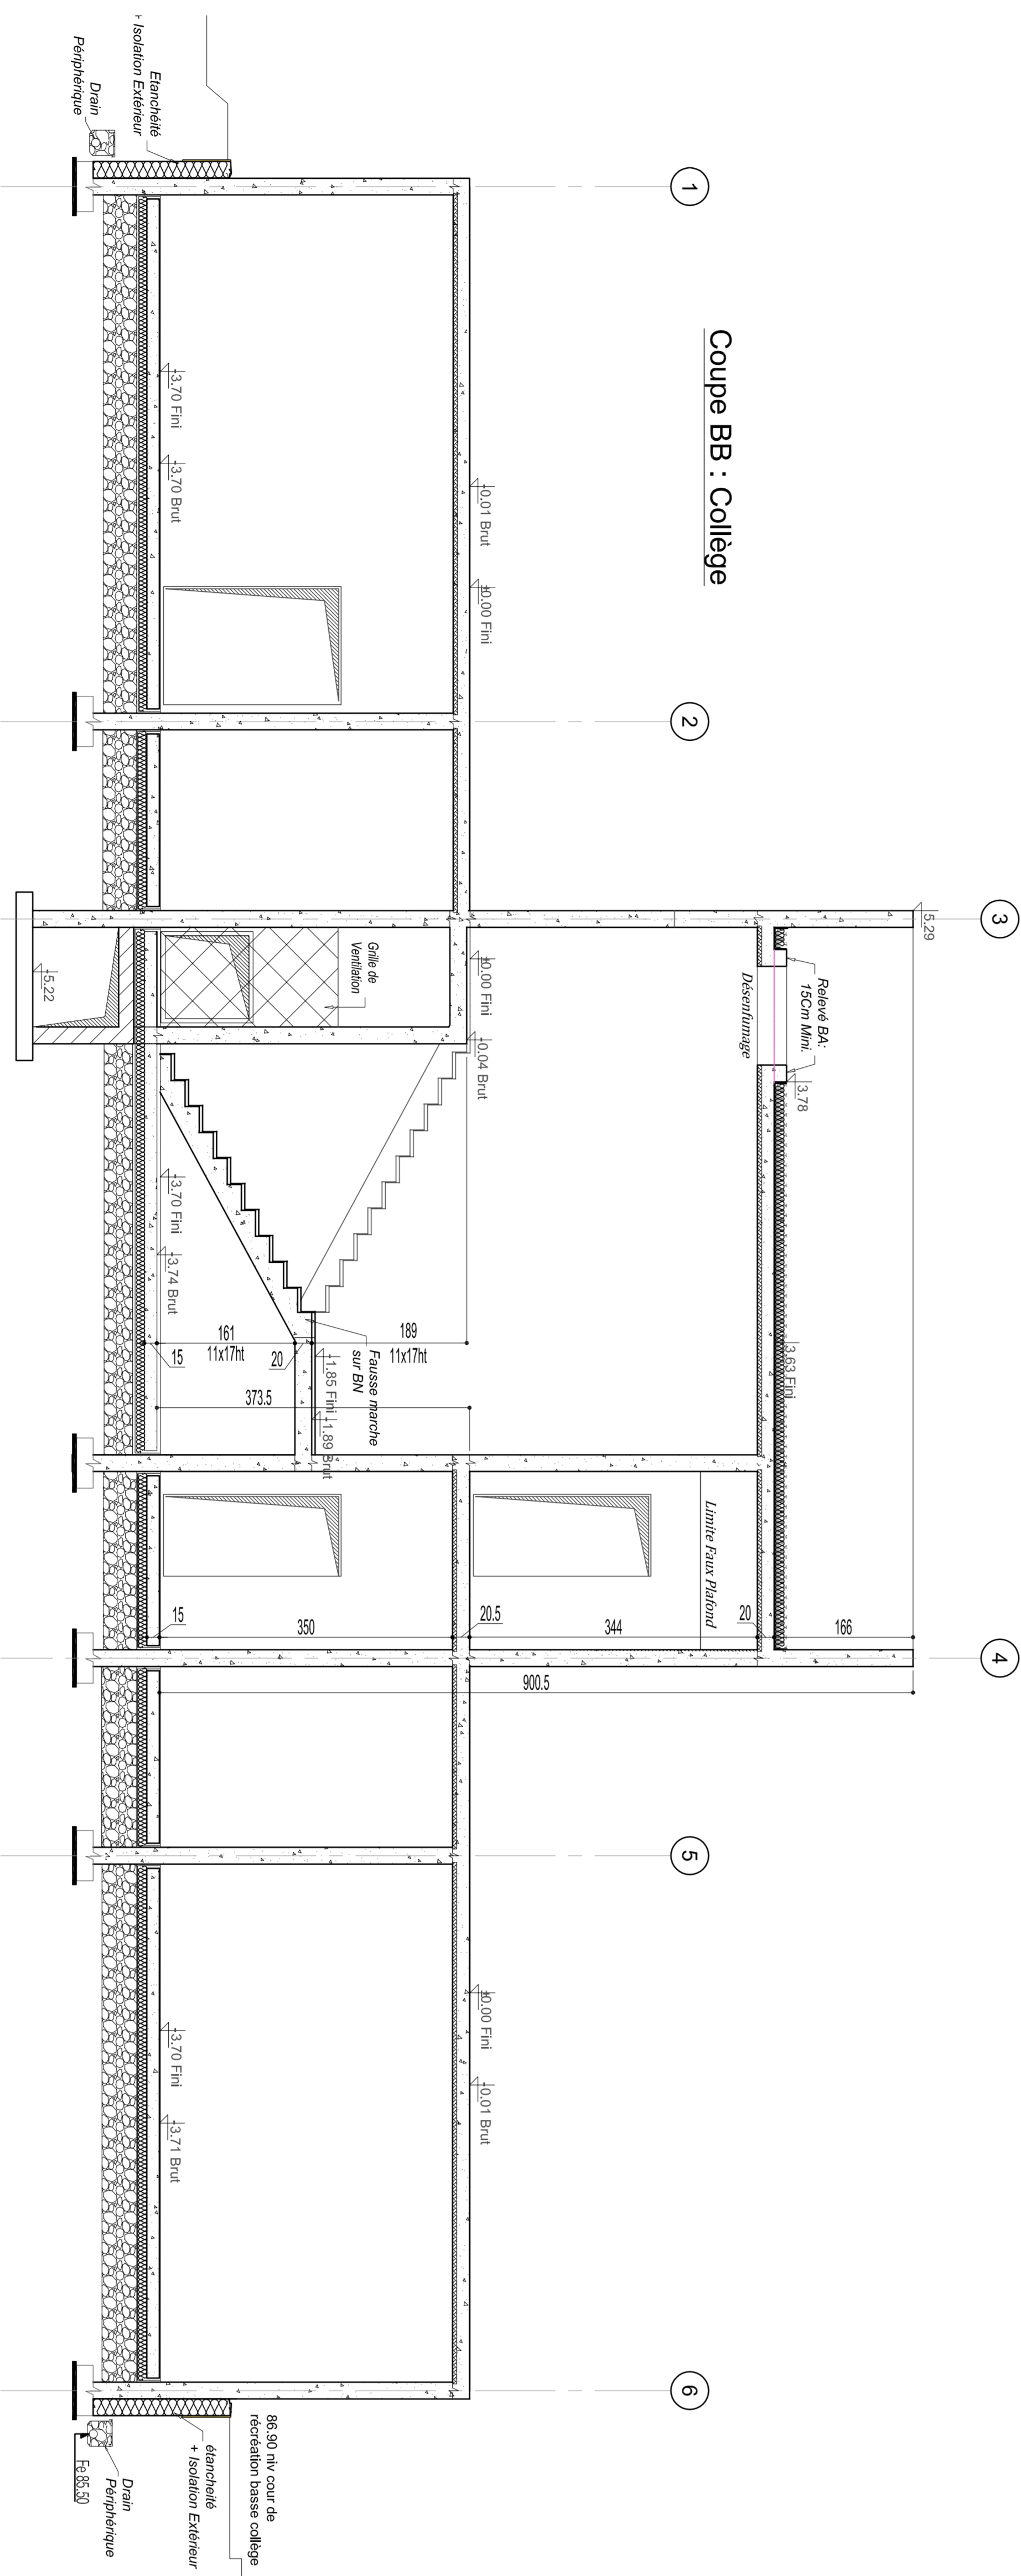 Coupe BB : Collège
1
2
3
4
5
6
5.29
Relevé BA:
15Cm Mini.
3.78
Désenfumage
3.63 Fini
166
20
Limite Faux Plafond
344
900.5
-0.01 Brut
±0.00 Fini
±0.00 Fini
-0.04 Brut
20.5
±0.00 Fini
-0.01 Brut
Grille de
Ventilation
189
11x17ht
Fausse marche
sur BN
-1.85 Fini
-1.89 Brut
20
161
11x17ht
373.5
350
15
15
-3.70 Fini
-3.70 Brut
-3.70 Fini
-3.74 Brut
-3.70 Fini
-3.71 Brut
-5.22
Etanchéité
+ Isolation Extérieur
Drain
Périphérique
86.90 niv cour de
récréation basse collège
étancheité
+ Isolation Extérieur
Drain
Périphérique
Fe 85.50